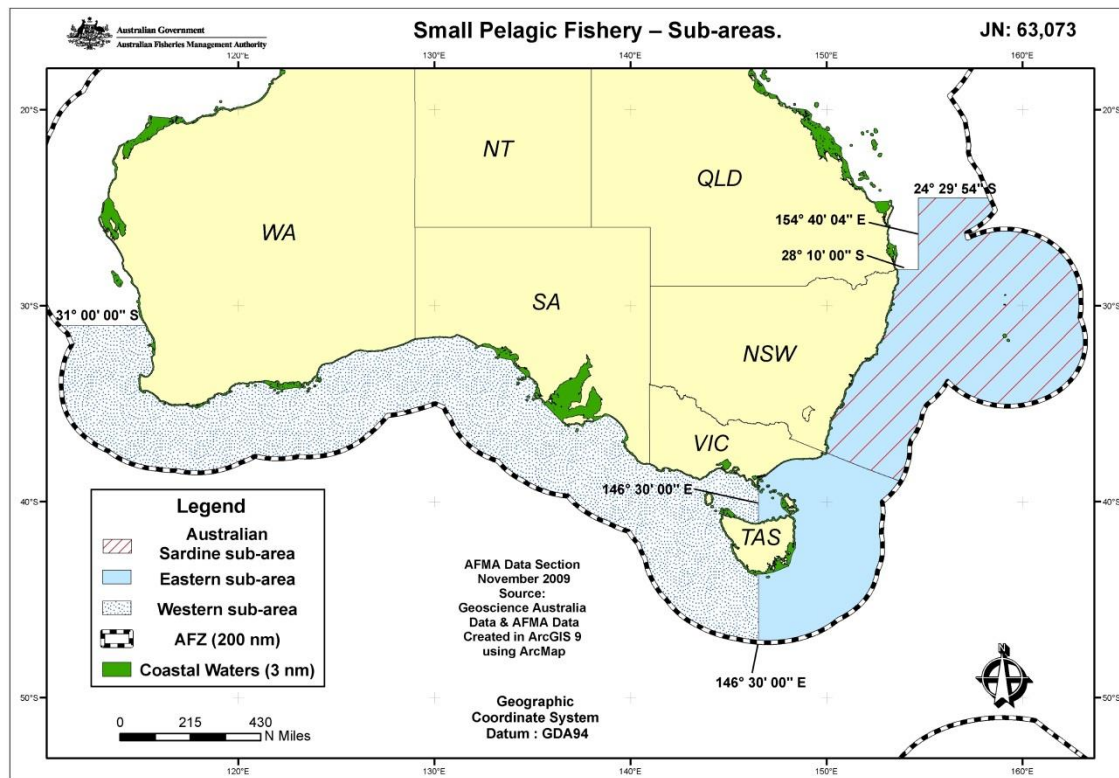 Australian Government
Australian Fisheries Management Authority
Small Pelagic Fishery – Sub-areas.
JN: 63,073
120°E
130°E
140°E
150°E
160°E
20°S
20°S
NT
QLD
24° 29' 54" S
WA
154° 40' 04" E
28° 10' 00" S
SA
30°S
30°S
31° 00' 00" S
NSW
VIC
146° 30' 00" E
40°S
40°S
TAS
Legend
Australian
Sardine sub-area
Eastern sub-area
Western sub-area
AFZ (200 nm)
Coastal Waters (3 nm)
AFMA Data Section
November 2009
Source:
Geoscience Australia
Data & AFMA Data
Created in ArcGIS 9
using ArcMap
146° 30' 00" E
N
50°S
50°S
Geographic
Coordinate System
Datum : GDA94
0 215 430
N Miles
120°E
130°E
140°E
150°E
160°E